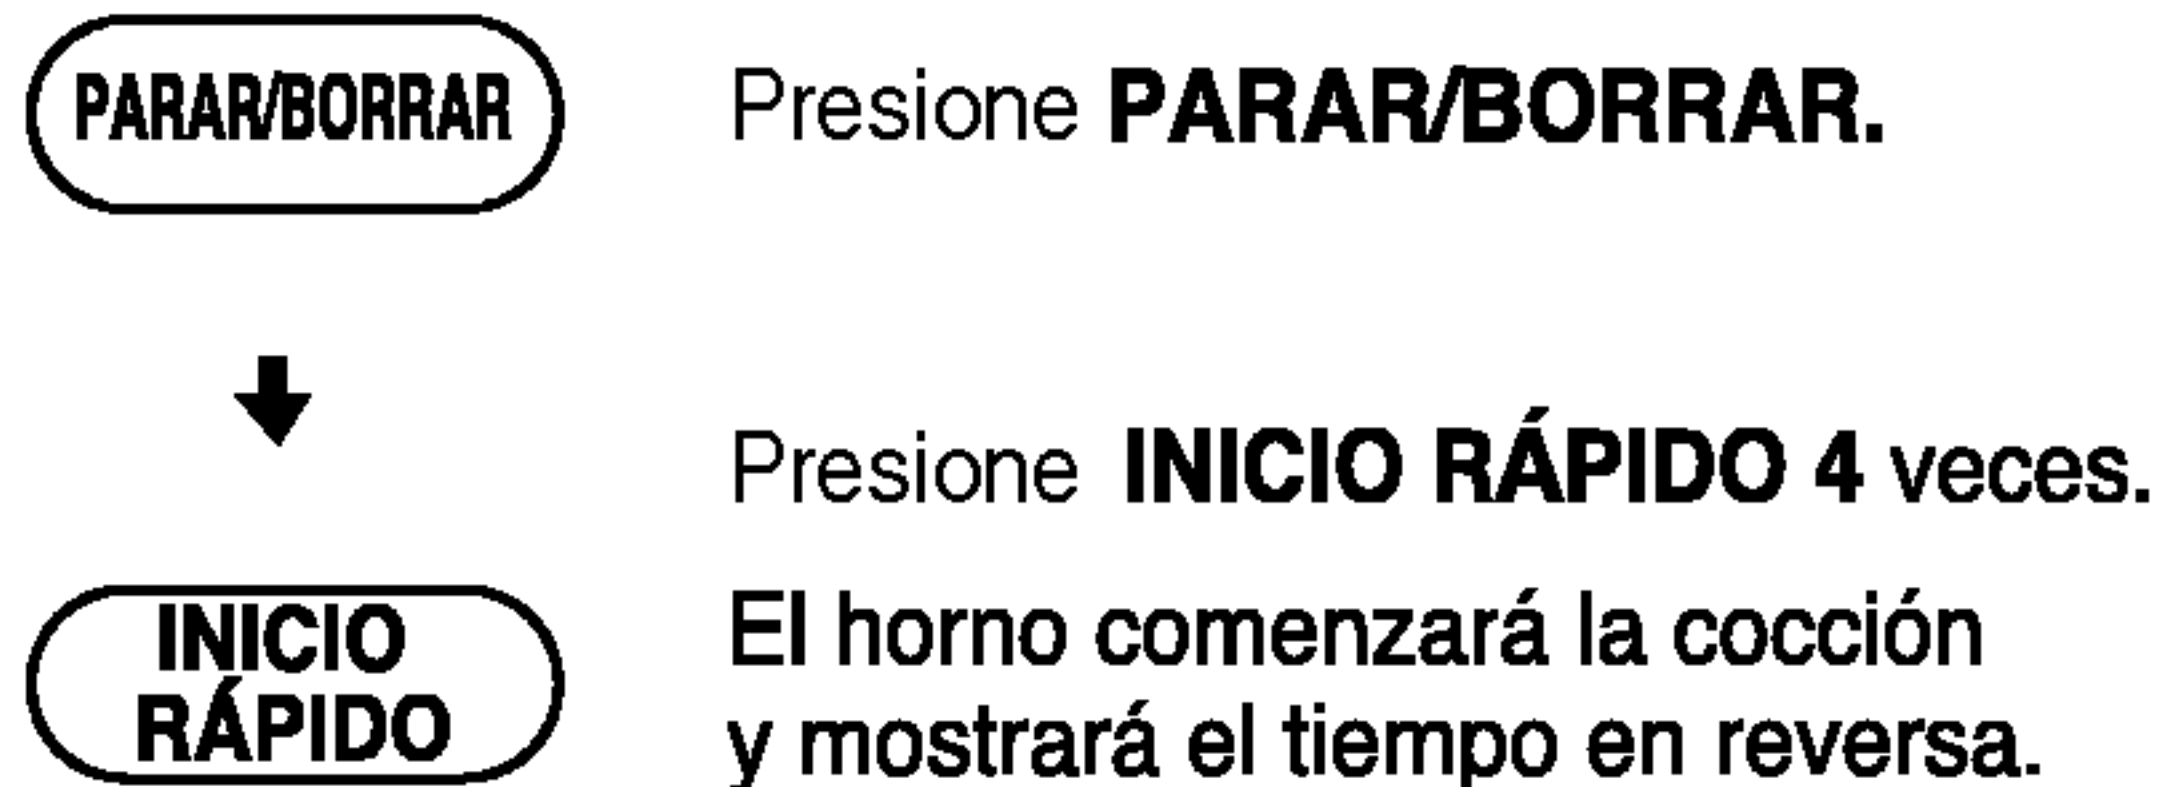 PARAR/BORRAR
Presione PARAR/BORRAR.
Presione INICIO RÁPIDO 4 veces.
INICIO
RÁPIDO
El horno comenzará la cocción
y mostrará el tiempo en reversa.